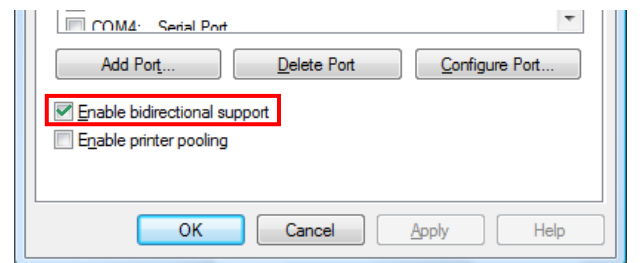 COM4: Serial Port
Add Port... Delete Port Configure Port...
Enable bidirectional support
Enable printer pooling
OK Cancel Apply Help